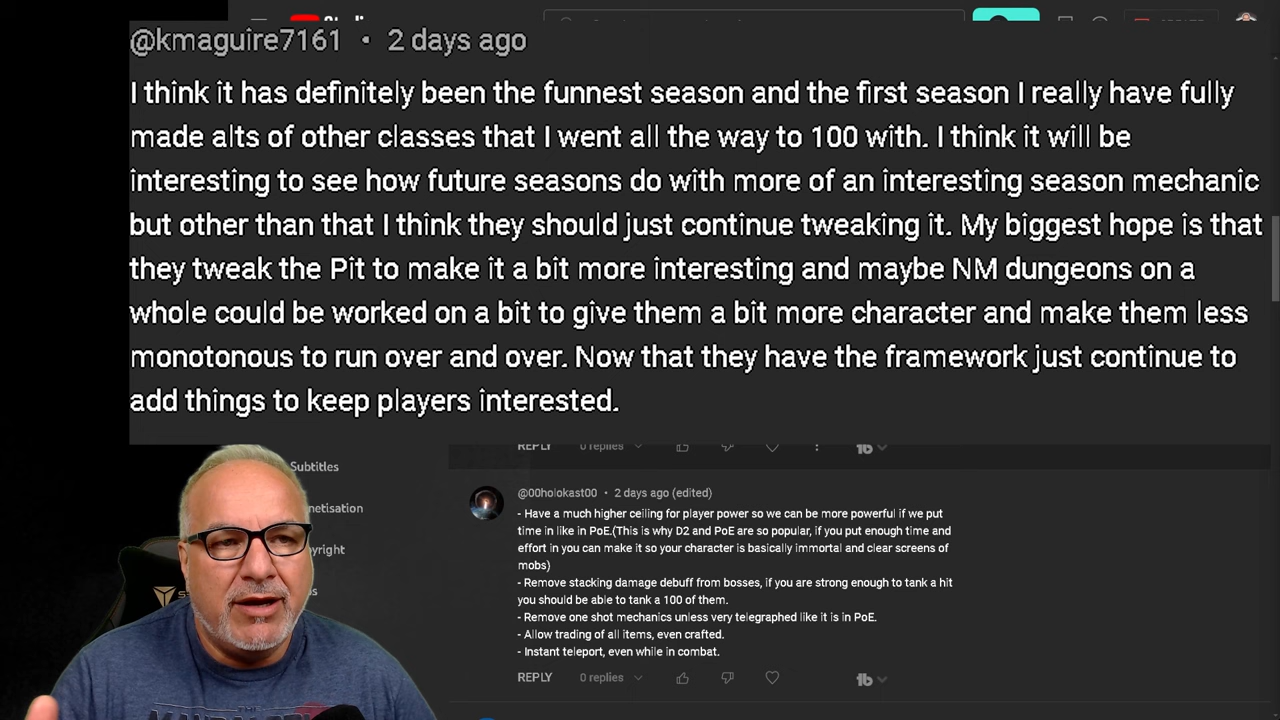 @kmaguire7161 • 2 days ago
I think it has definitely been the funnest season and the first season I really have fully
made alts of other classes that I went all the way to 100 with. I think it will be
interesting to see how future seasons do with more of an interesting season mechanic
but other than that I think they should just continue tweaking it. My biggest hope is that
they tweak the Pit to make it a bit more interesting and maybe NM dungeons on a
whole could be worked on a bit to give them a bit more character and make them less
monotonous to run over and over. Now that they have the framework just continue to
add things to keep players interested.
REPLY 0 replies
Subtitles
@00holokast00 • 2 days ago (edited)
- Have a much higher ceiling for player power so we can be more powerful if we put
time in like in PoE.(This is why D2 and PoE are so popular, if you put enough time and
effort in you can make it so your character is basically immortal and clear screens of
mobs)
- Remove stacking damage debuff from bosses, if you are strong enough to tank a hit
you should be able to tank a 100 of them.
- Remove one shot mechanics unless very telegraphed like it is in PoE.
- Allow trading of all items, even crafted.
- Instant teleport, even while in combat.
REPLY 0 replies
netisation
pyright
THE